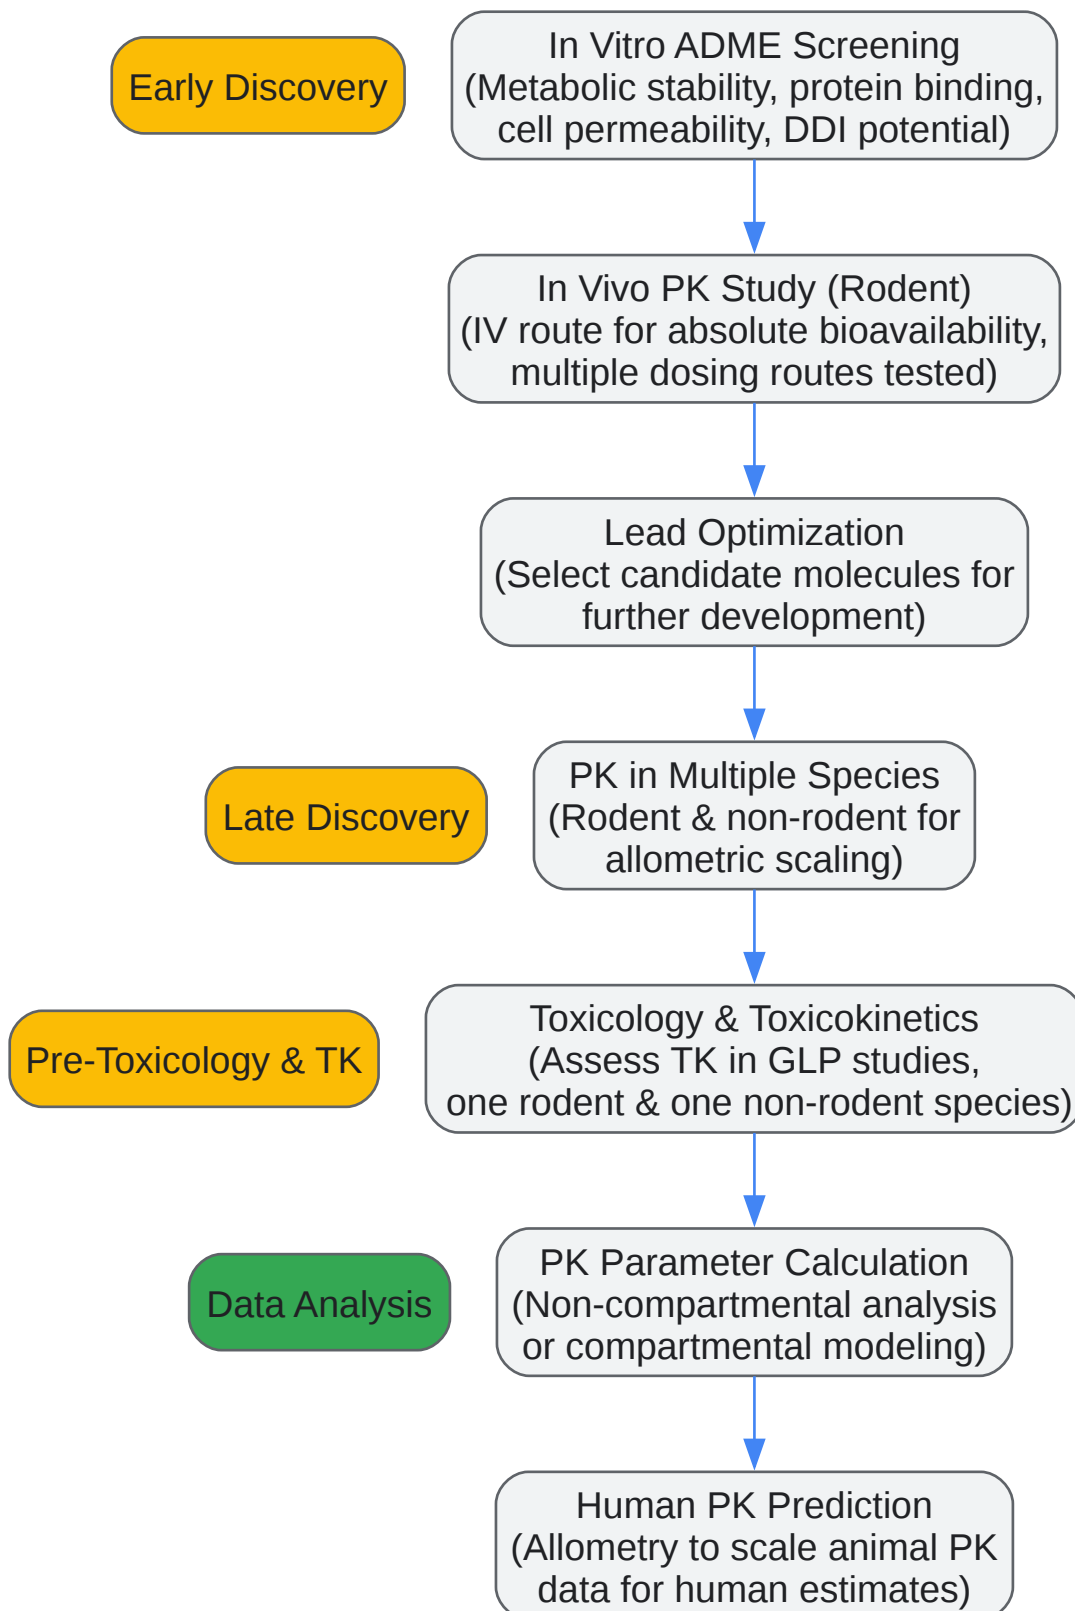 Early Discovery
In Vitro ADME Screening
(Metabolic stability, protein binding,
cell permeability, DDI potential)
In Vivo PK Study (Rodent)
(IV route for absolute bioavailability,
multiple dosing routes tested)
Lead Optimization
(Select candidate molecules for
further development)
Late Discovery
PK in Multiple Species
(Rodent & non-rodent for
allometric scaling)
Pre-Toxicology & TK
Toxicology & Toxicokinetics
(Assess TK in GLP studies,
one rodent & one non-rodent species)
Data Analysis
PK Parameter Calculation
(Non-compartmental analysis
or compartmental modeling)
Human PK Prediction
(Allometry to scale animal PK
data for human estimates)